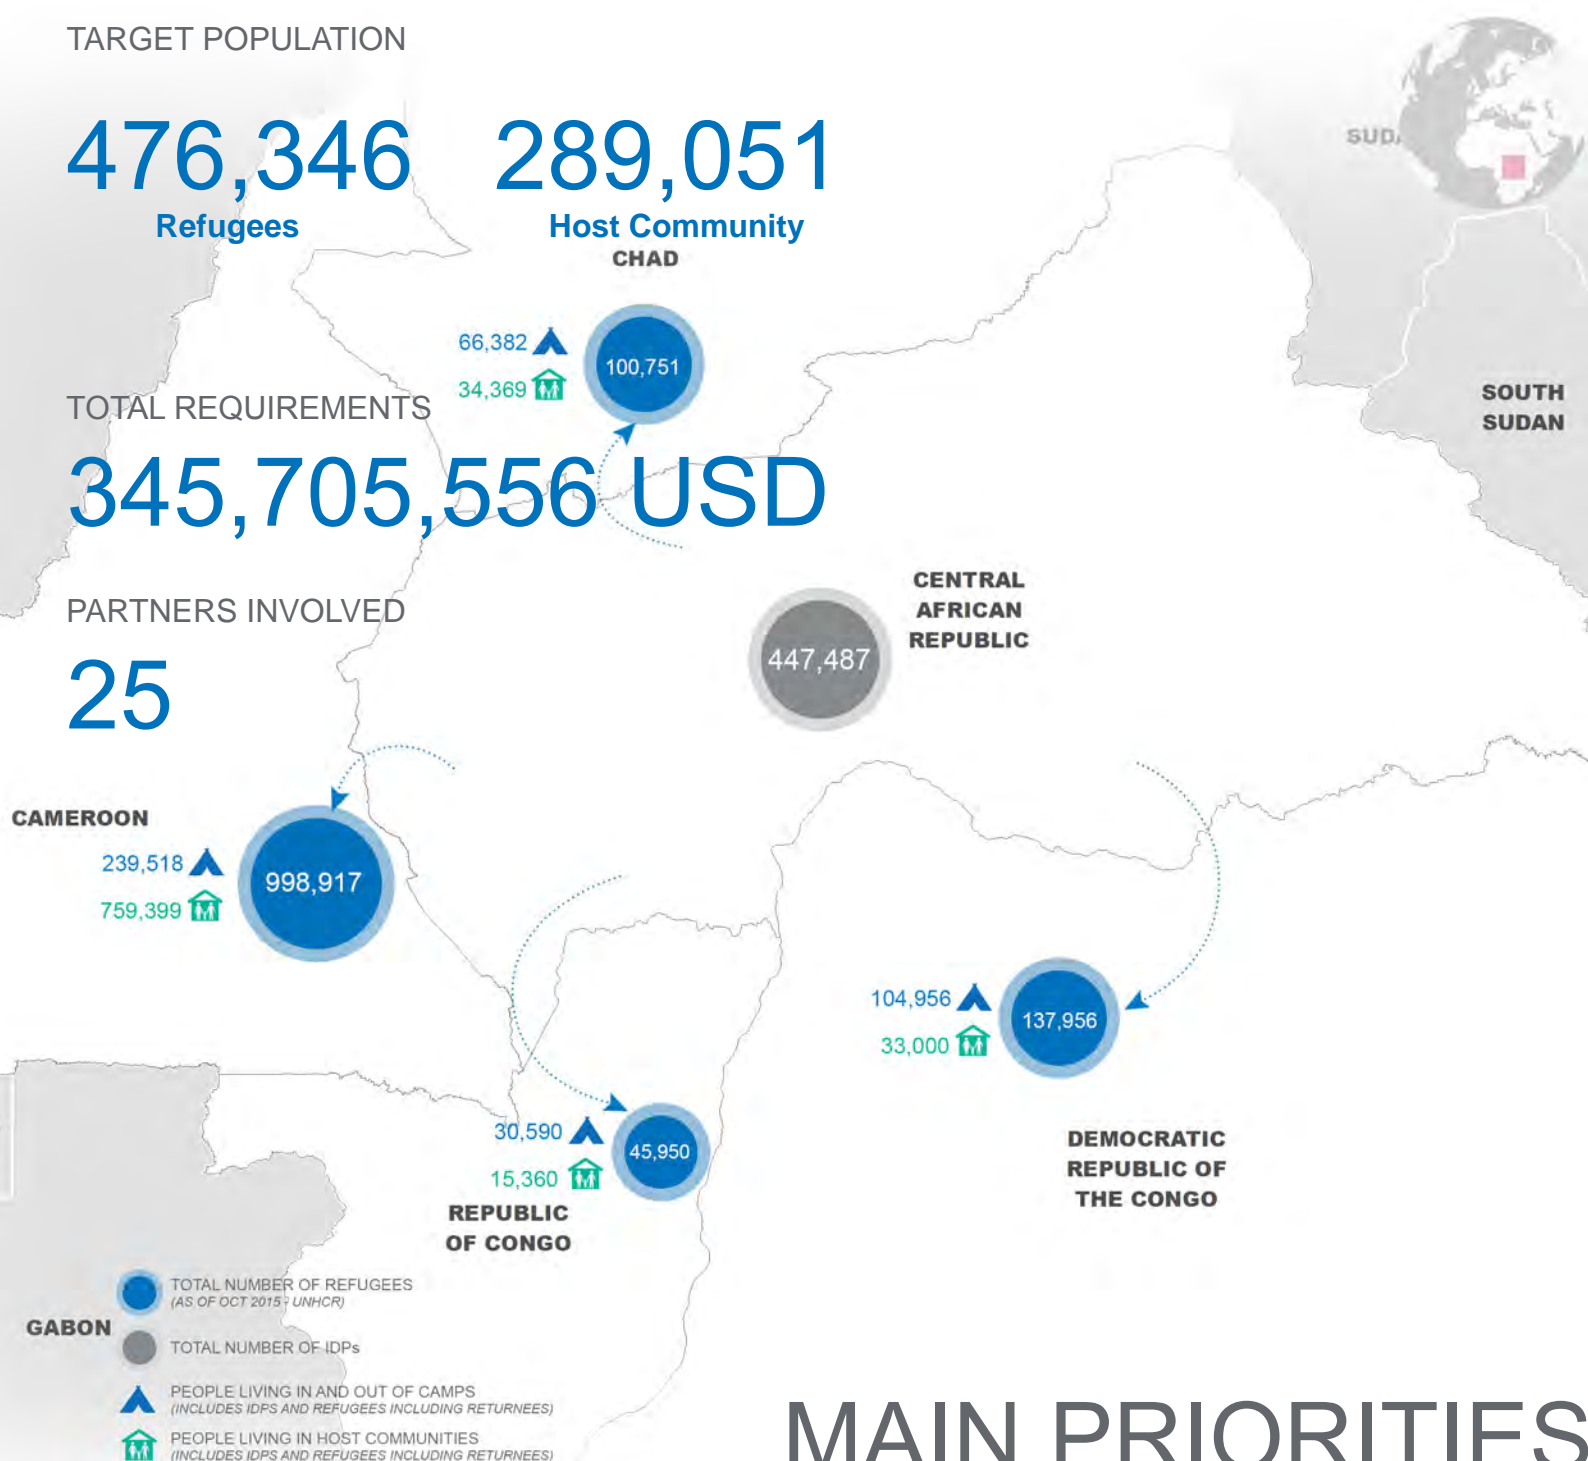 TARGET POPULATION
476,346
Refugees
289,051
Host Community
CHAD
66,382
34,369
100,751
SOUTH
SUDAN
TOTAL REQUIREMENTS
345,705,556 USD
CENTRAL
AFRICAN
REPUBLIC
447,487
PARTNERS INVOLVED
25
CAMEROON
239,518
759,399
998,917
104,956
33,000
137,956
30,590
15,360
45,950
REPUBLIC
OF CONGO
DEMOCRATIC
REPUBLIC OF
THE CONGO
GABON
TOTAL NUMBER OF REFUGEES
(AS OF OCT 2015 - UNHCR)
TOTAL NUMBER OF IDPs
PEOPLE LIVING IN AND OUT OF CAMPS
(INCLUDES IDPS AND REFUGEES INCLUDING RETURNEES)
PEOPLE LIVING IN HOST COMMUNITIES
(INCLUDES IDPS AND REFUGEES INCLUDING RETURNEES)
MAIN PRIORITIES